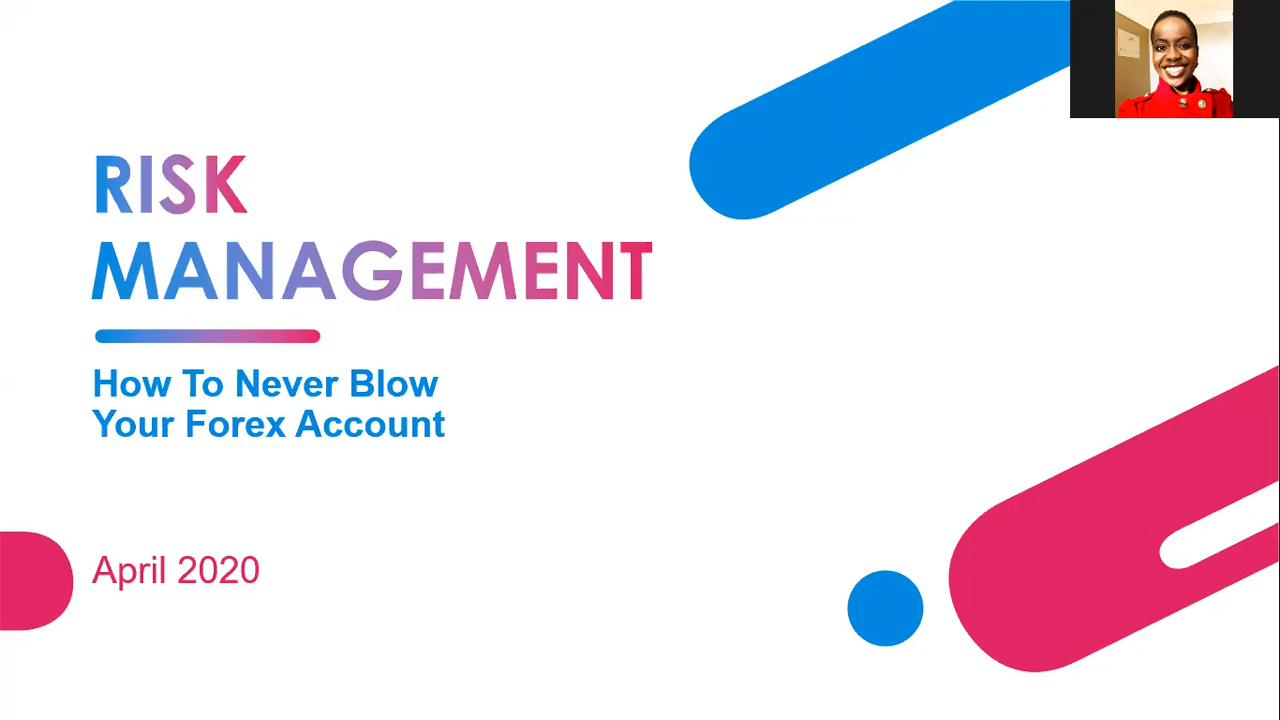 RISK
MANAGEMENT
How To Never Blow
Your Forex Account
April 2020